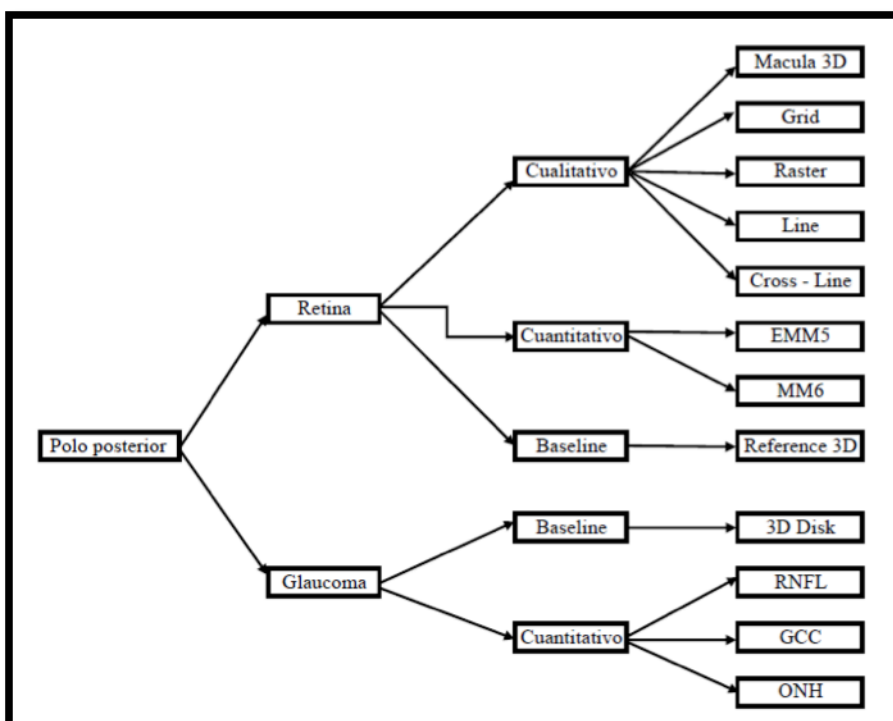 Macula 3D
Grid
Cualitativo
Raster
Line
Cross - Line
Retina
Cuantitativo
EMM5
MM6
Polo posterior
Baseline
Reference 3D
Baseline
3D Disk
Glaucoma
RNFL
Cuantitativo
GCC
ONH